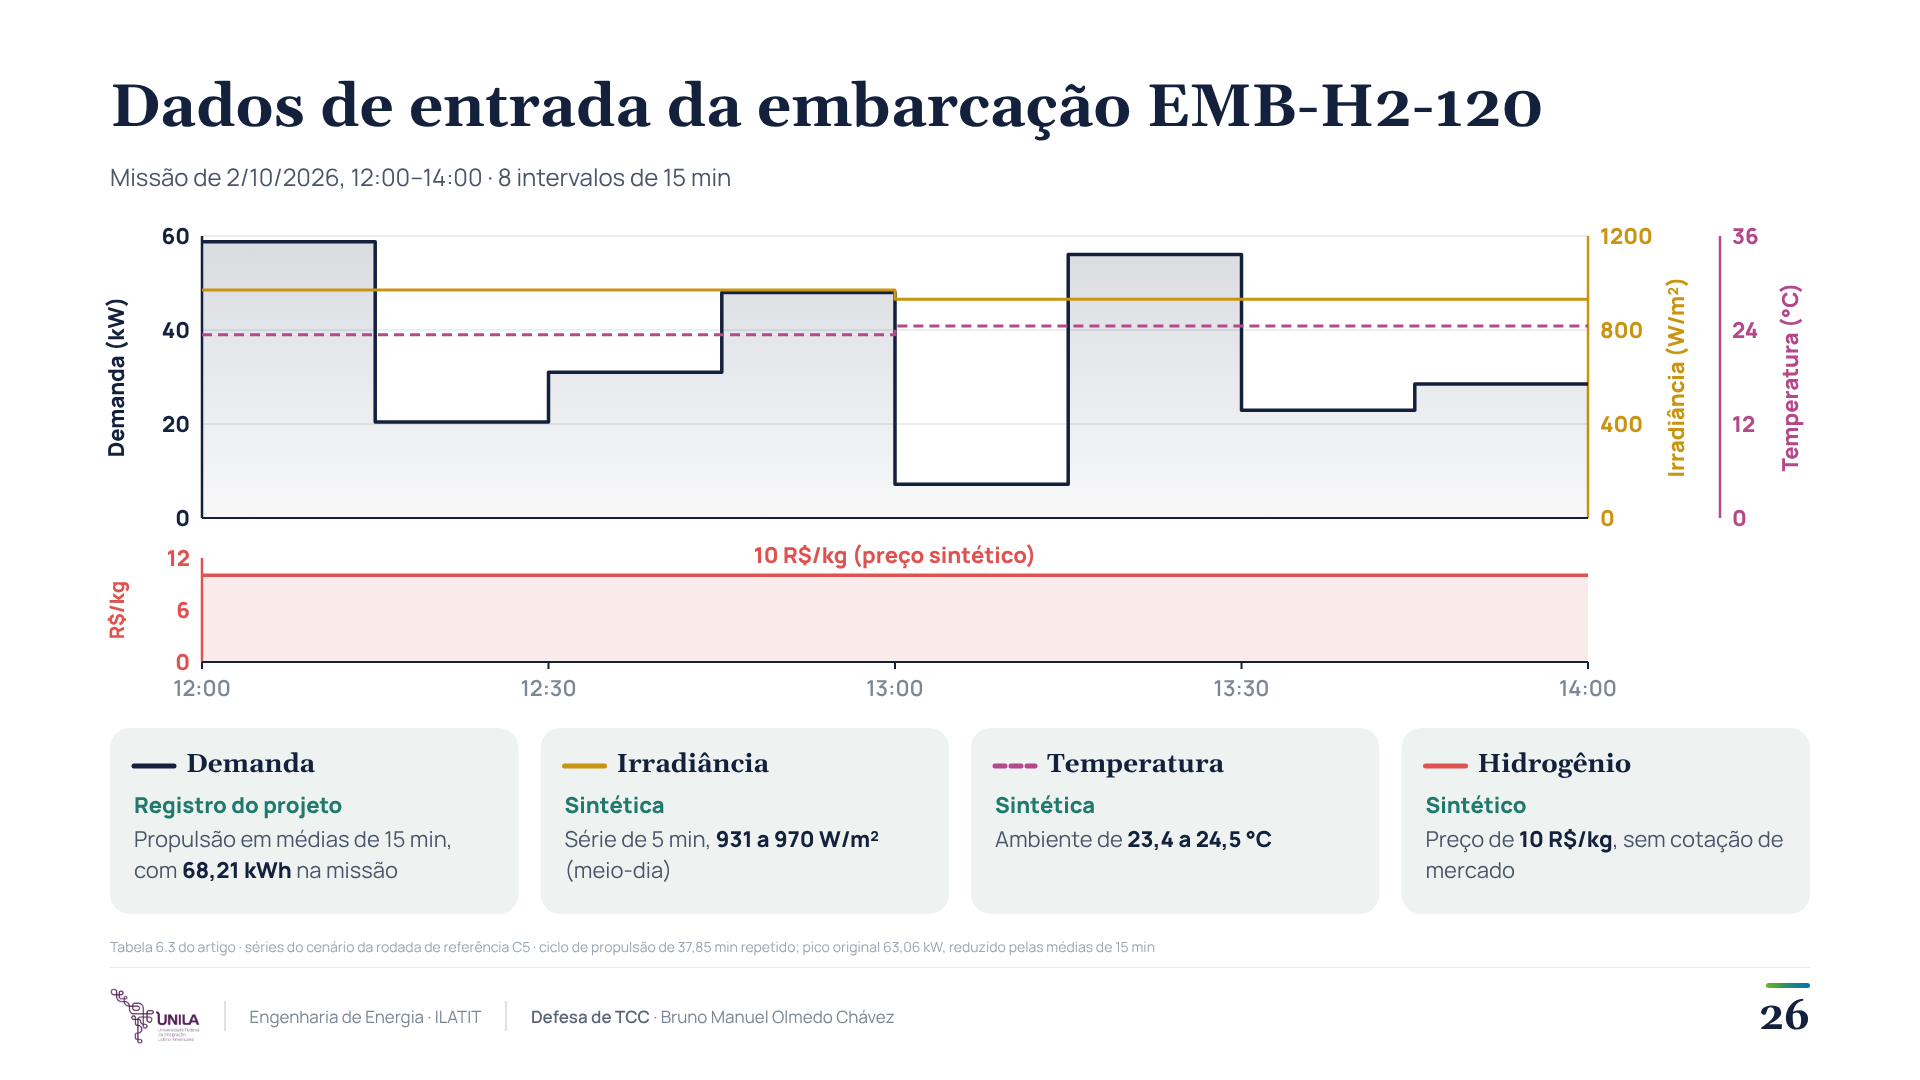 Dados de entrada da embarcação EMB-H2-120
Missão de 2/10/2026, 12:00–14:00 · 8 intervalos de 15 min
Demanda (kW)
60
40
20
0
1200
800
400
0
Irradiância (W/m²)
36
24
12
0
Temperatura (°C)
R$/kg
12
6
0
10 R$/kg (preço sintético)
12:00
12:30
13:00
13:30
14:00
Demanda
Registro do projeto
Propulsão em médias de 15 min,
com 68,21 kWh na missão
Irradiância
Sintética
Série de 5 min, 931 a 970 W/m²
(meio-dia)
Temperatura
Sintética
Ambiente de 23,4 a 24,5 °C
Hidrogênio
Sintético
Preço de 10 R$/kg, sem cotação de
mercado
Tabela 6.3 do artigo · séries do cenário da rodada de referência C5 · ciclo de propulsão de 37,85 min repetido; pico original 63,06 kW, reduzido pelas médias de 15 min
UNILA
Universidade Federal
da Integração
Latino-Americana
Engenharia de Energia · ILATIT
Defesa de TCC · Bruno Manuel Olmedo Chávez
26